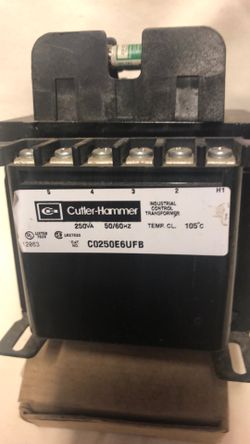 5 4 3 2 H1
Cutler-Hammer
INDUSTRIAL
CONTROL
TRANSFORMER
250VA 50/60HZ TEMP. CL. 105°C
12063
CAT
NO. C0250E6UFB